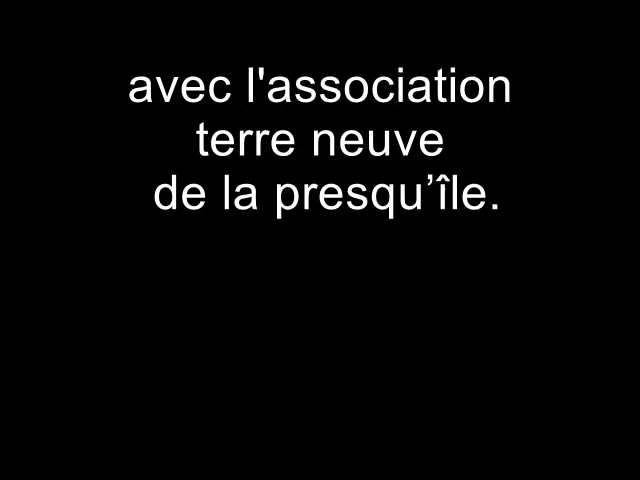 avec l'association
terre neuve
de la presqu’île.